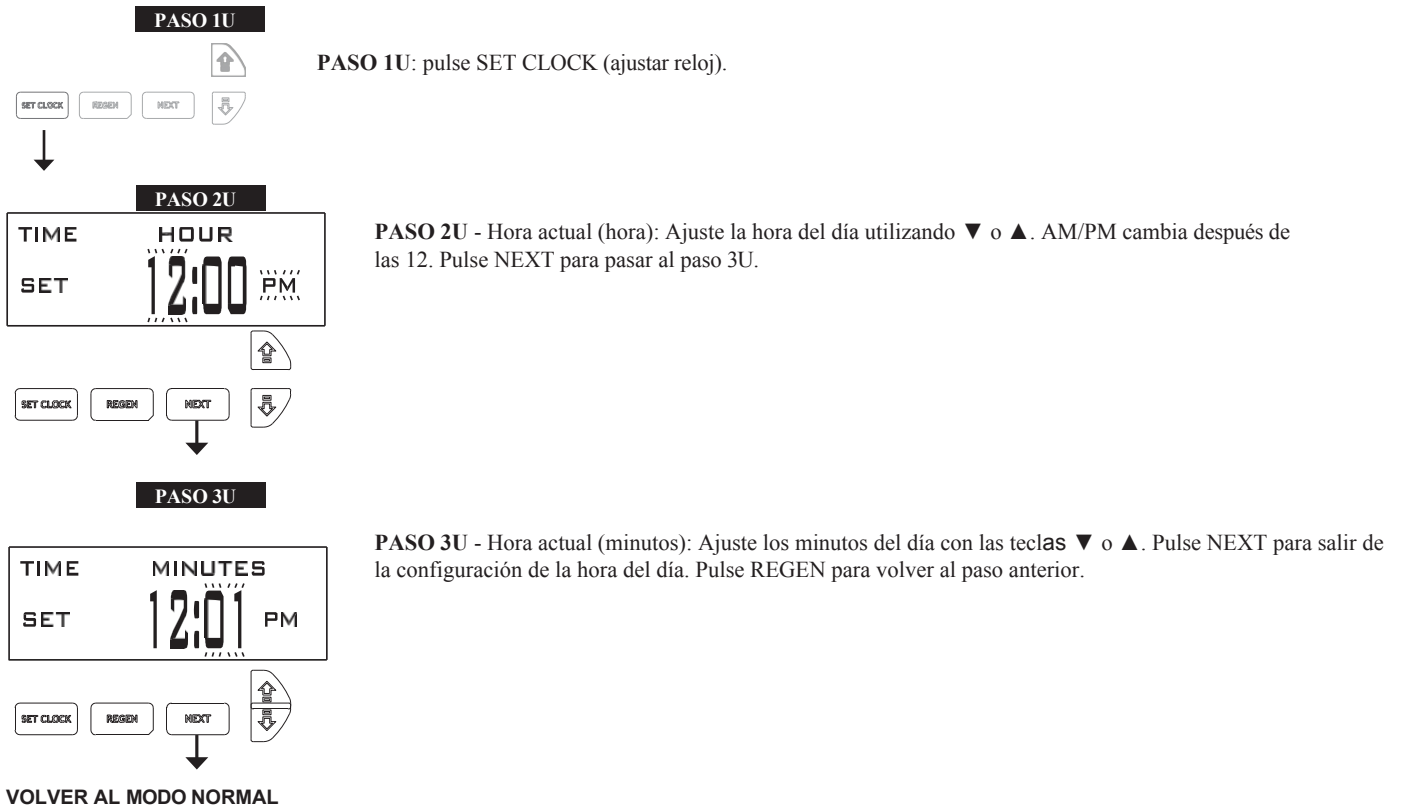 PASO 1U
PASO 1U: pulse SET CLOCK (ajustar reloj).
SET CLOCK REGEN NEXT
PASO 2U
TIME HOUR
SET 12:00 PM
PASO 2U - Hora actual (hora): Ajuste la hora del día utilizando ▼ o ▲. AM/PM cambia después de
las 12. Pulse NEXT para pasar al paso 3U.
SET CLOCK REGEN NEXT
PASO 3U
TIME MINUTES
SET 12:01 PM
PASO 3U - Hora actual (minutos): Ajuste los minutos del día con las teclas ▼ o ▲. Pulse NEXT para salir de
la configuración de la hora del día. Pulse REGEN para volver al paso anterior.
SET CLOCK REGEN NEXT
VOLVER AL MODO NORMAL